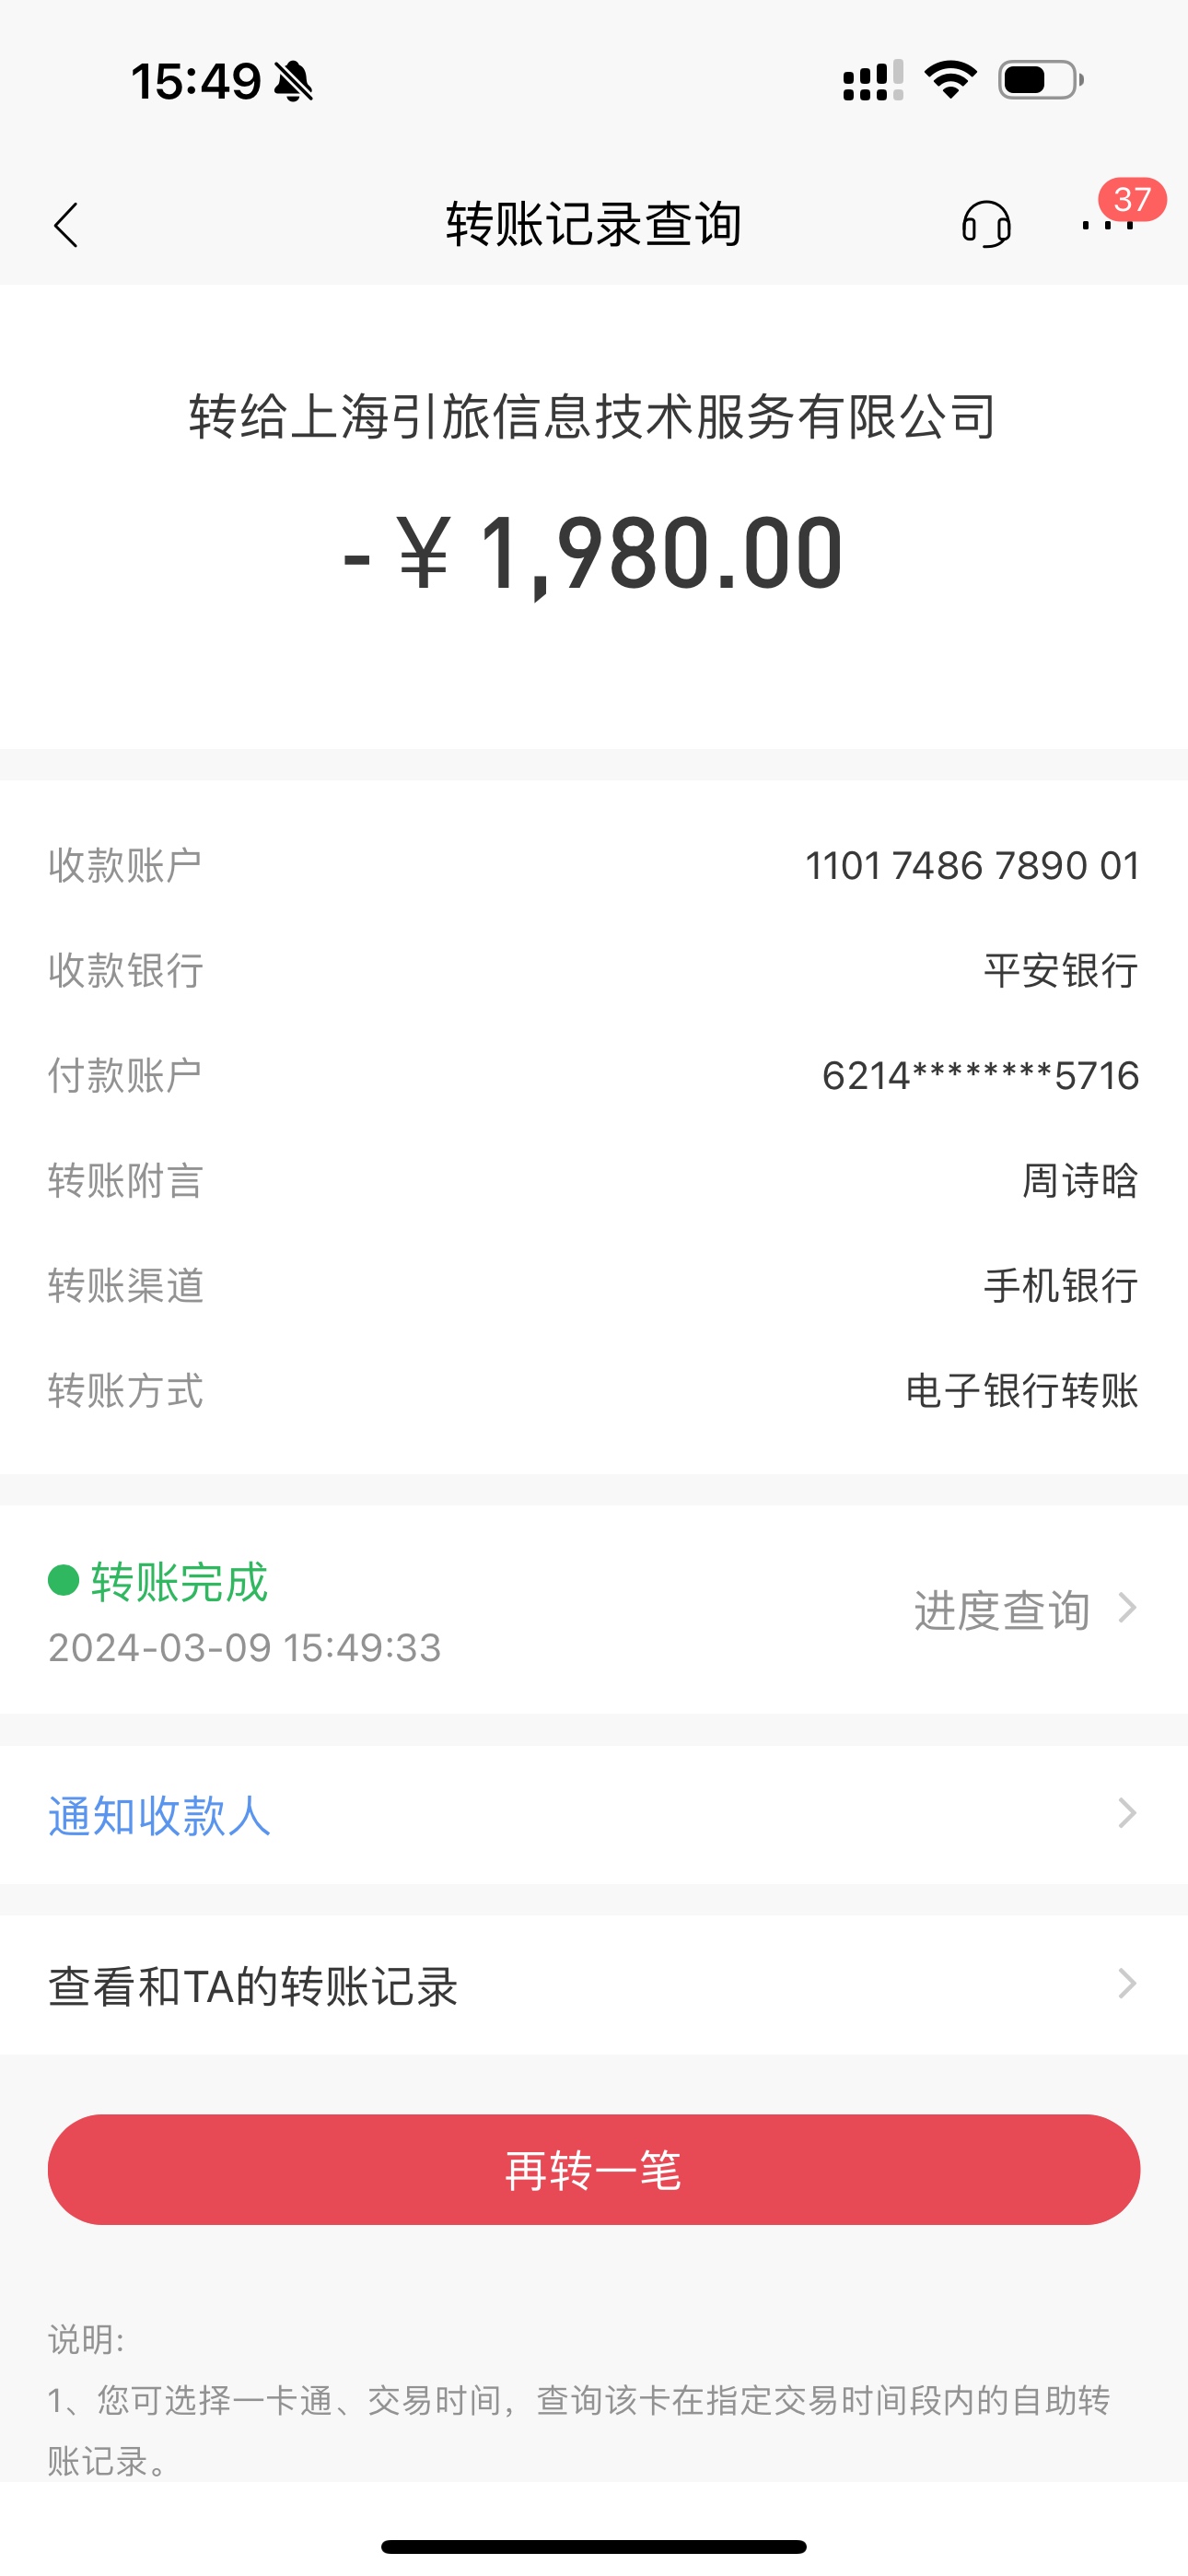 15:49
转账记录查询
37
转给上海引旅信息技术服务有限公司
-￥1,980.00
收款账户 1101 7486 7890 01
收款银行 平安银行
付款账户 6214********5716
转账附言 周诗晗
转账渠道 手机银行
转账方式 电子银行转账
转账完成
进度查询
2024-03-09 15:49:33
通知收款人
查看和TA的转账记录
再转一笔
说明:
1、您可选择一卡通、交易时间，查询该卡在指定交易时间段内的自助转
账记录。